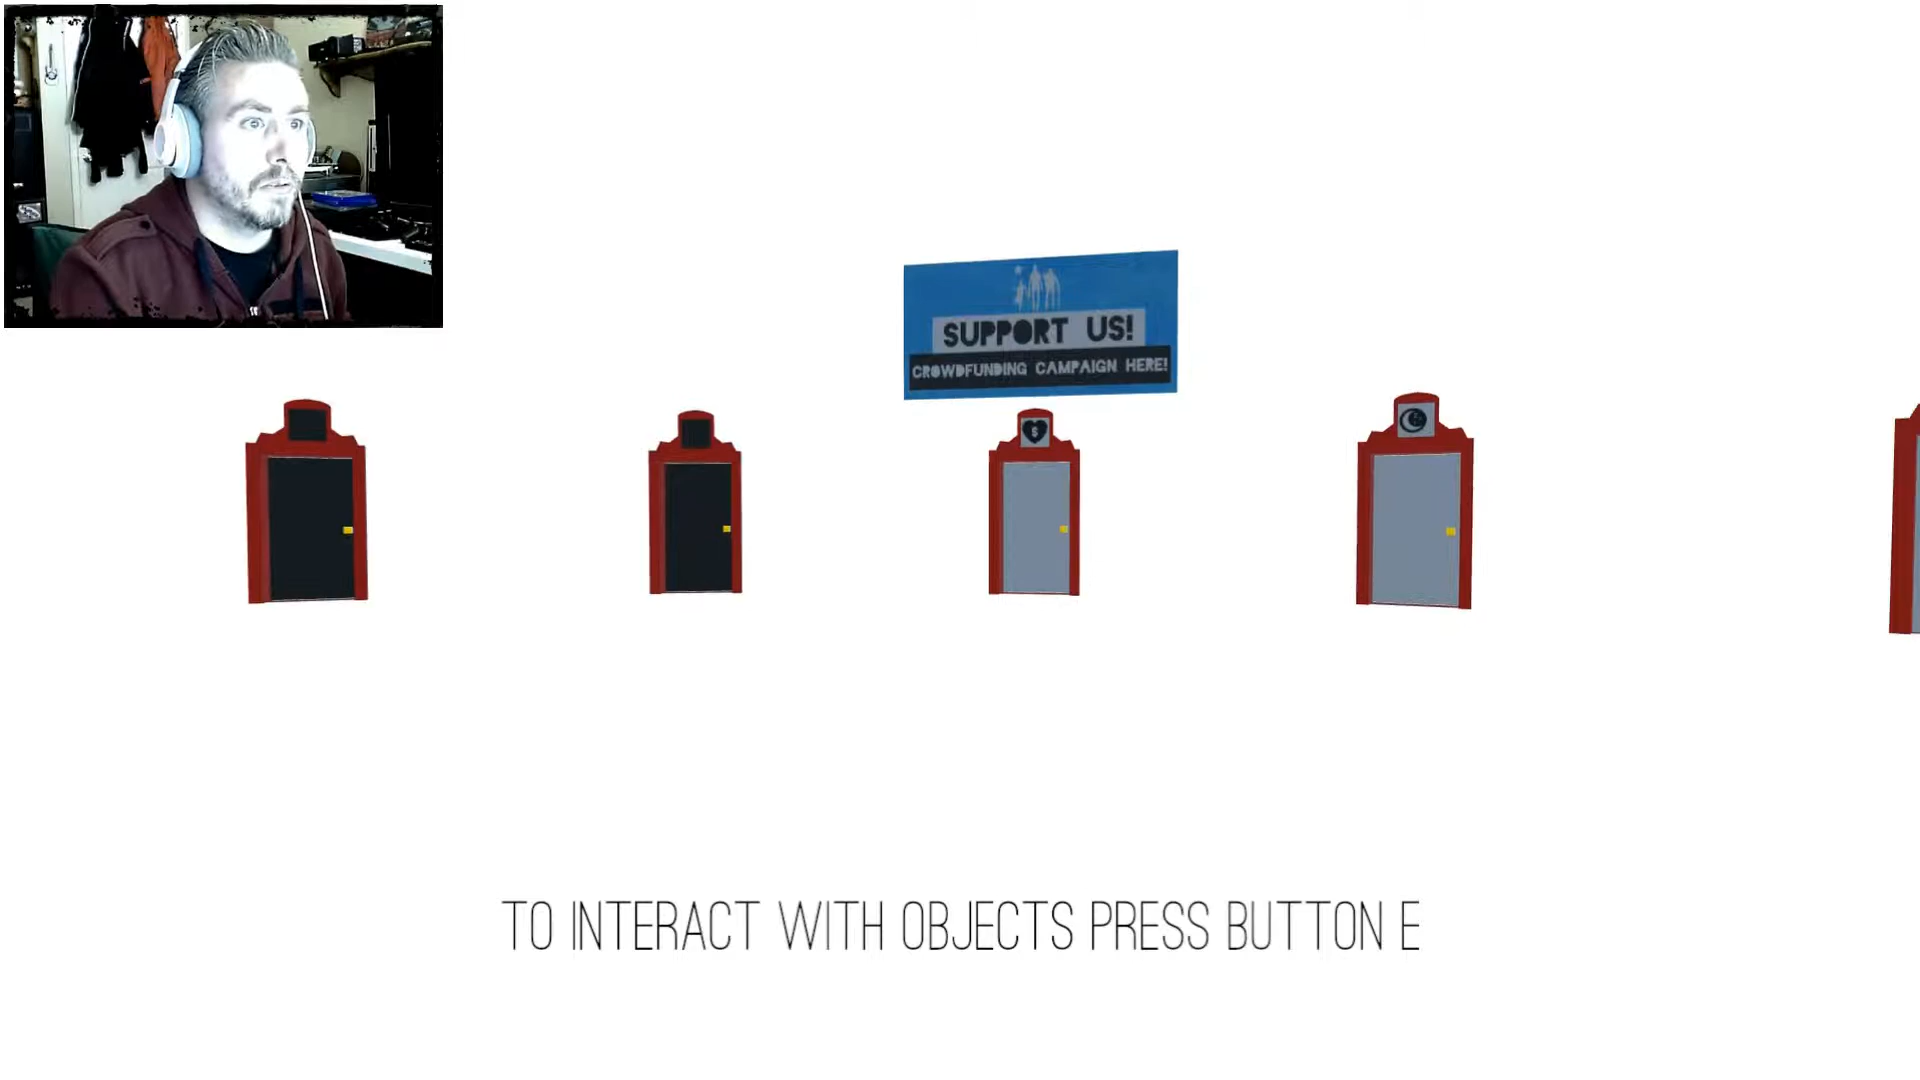 SUPPORT US!
CROWDFUNDING CAMPAIGN HERE!
$
TO INTERACT WITH OBJECTS PRESS BUTTON E